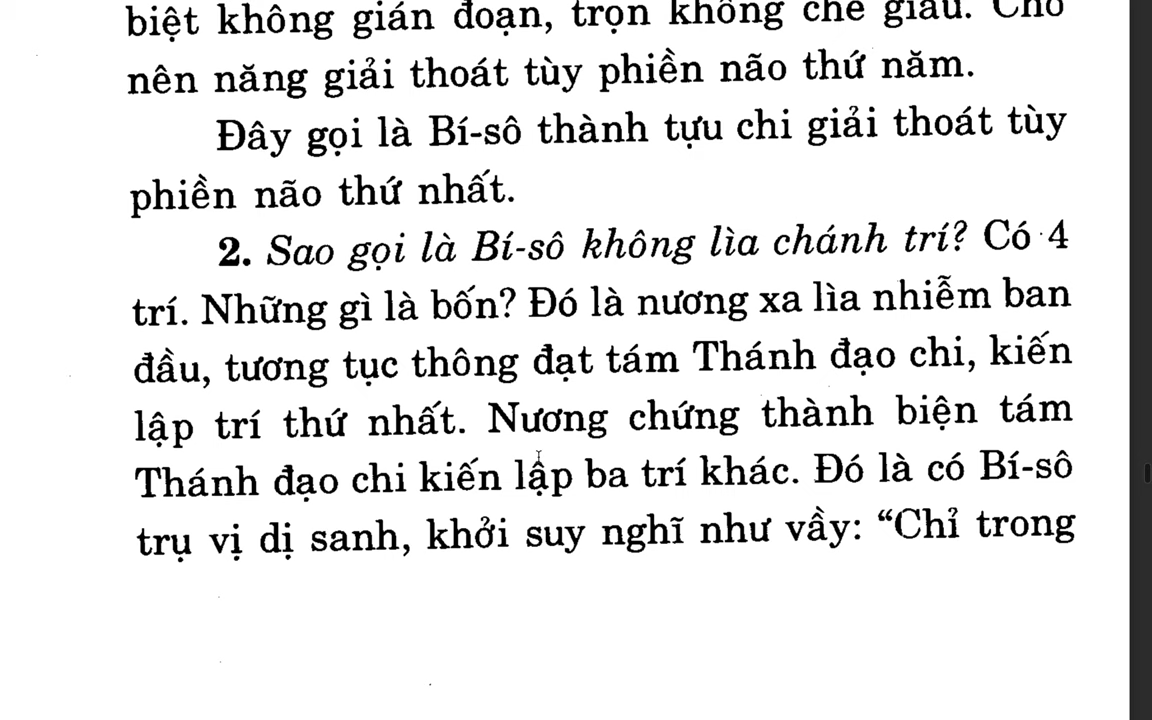 biệt không gián đoạn, trọn không che giấu. Cho
nên năng giải thoát tùy phiền não thứ năm.
Đây gọi là Bí-sô thành tựu chi giải thoát tùy
phiền não thứ nhất.
2. Sao gọi là Bí-sô không lìa chánh trí? Có 4
trí. Những gì là bốn? Đó là nương xa lìa nhiễm ban
đầu, tương tục thông đạt tám Thánh đạo chi, kiến
lập trí thứ nhất. Nương chứng thành biện tám
Thánh đạo chi kiến lập ba trí khác. Đó là có Bí-sô
trụ vị dị sanh, khởi suy nghĩ như vầy: “Chỉ trong